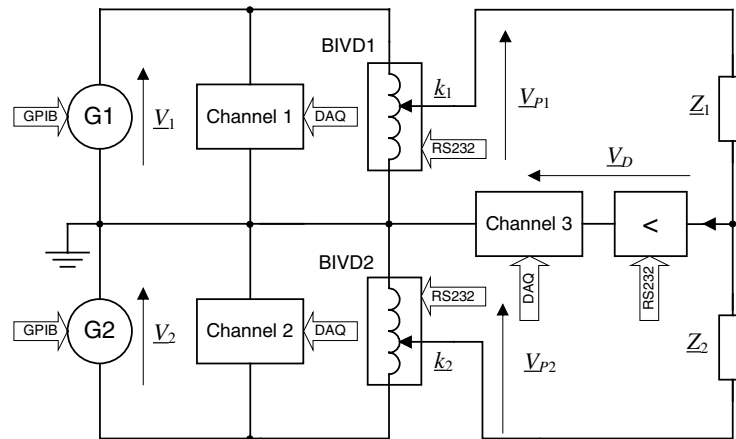 BIVD1
k1
VP1
GPIB
G1
V1
Channel 1
DAQ
Z1
RS232
VD
Channel 3
<
BIVD2
DAQ
RS232
RS232
GPIB
G2
V2
Channel 2
DAQ
k2
VP2
Z2